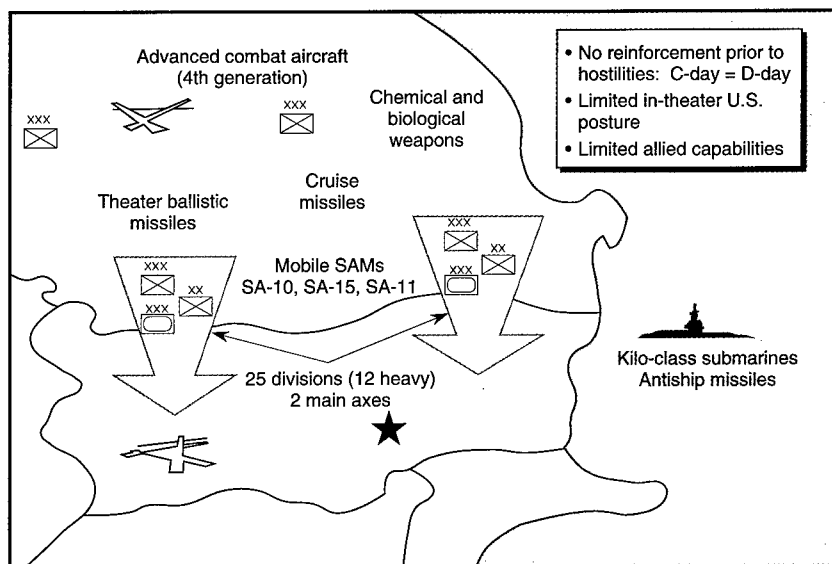 Advanced combat aircraft
(4th generation)
• No reinforcement prior to
hostilities: C-day = D-day
• Limited in-theater U.S.
posture
• Limited allied capabilities
xxx
xxx
Chemical and
biological
weapons
Theater ballistic
missiles
Cruise
missiles
xxx
xx
xxx
Mobile SAMs
SA-10, SA-15, SA-11
xxx
xx
xxx
25 divisions (12 heavy)
2 main axes
Kilo-class submarines
Antiship missiles